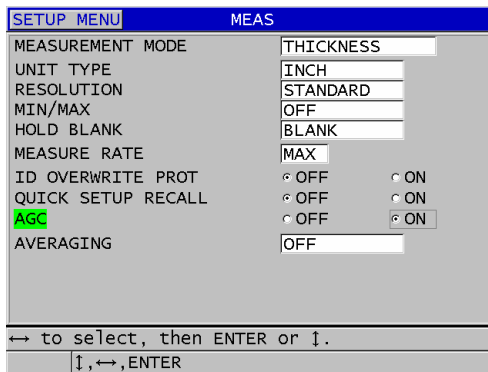 SETUP MENU MEAS
MEASUREMENT MODE THICKNESS
UNIT TYPE INCH
RESOLUTION STANDARD
MIN/MAX OFF
HOLD BLANK BLANK
MEASURE RATE MAX
ID OVERWRITE PROT OFF ON
QUICK SETUP RECALL OFF ON
AGC OFF ON
AVERAGING OFF
↔ to select, then ENTER or ↕.
↕,↔,ENTER